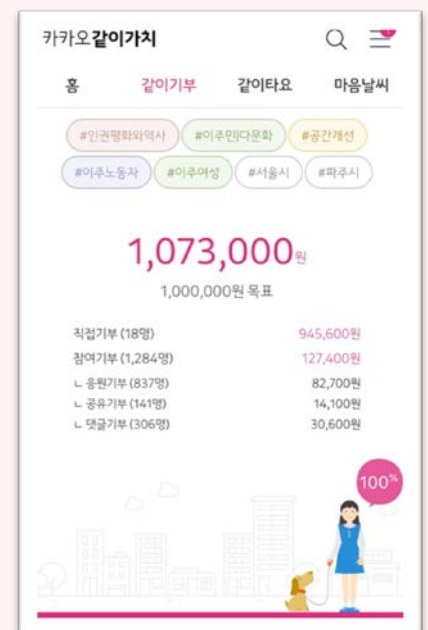 카카오같이가치
홈 같이기부 같이타요 마음날씨
#인권평화와역사 #이주민|다문화 #공간개선
#이주노동자 #이주여성 #서울시 #파주시
1,073,000원
1,000,000원 목표
직접기부 (18명) 945,600원
참여기부 (1,284명) 127,400원
ㄴ 응원기부 (837명) 82,700원
ㄴ 공유기부 (141명) 14,100원
ㄴ 댓글기부 (306명) 30,600원
100%